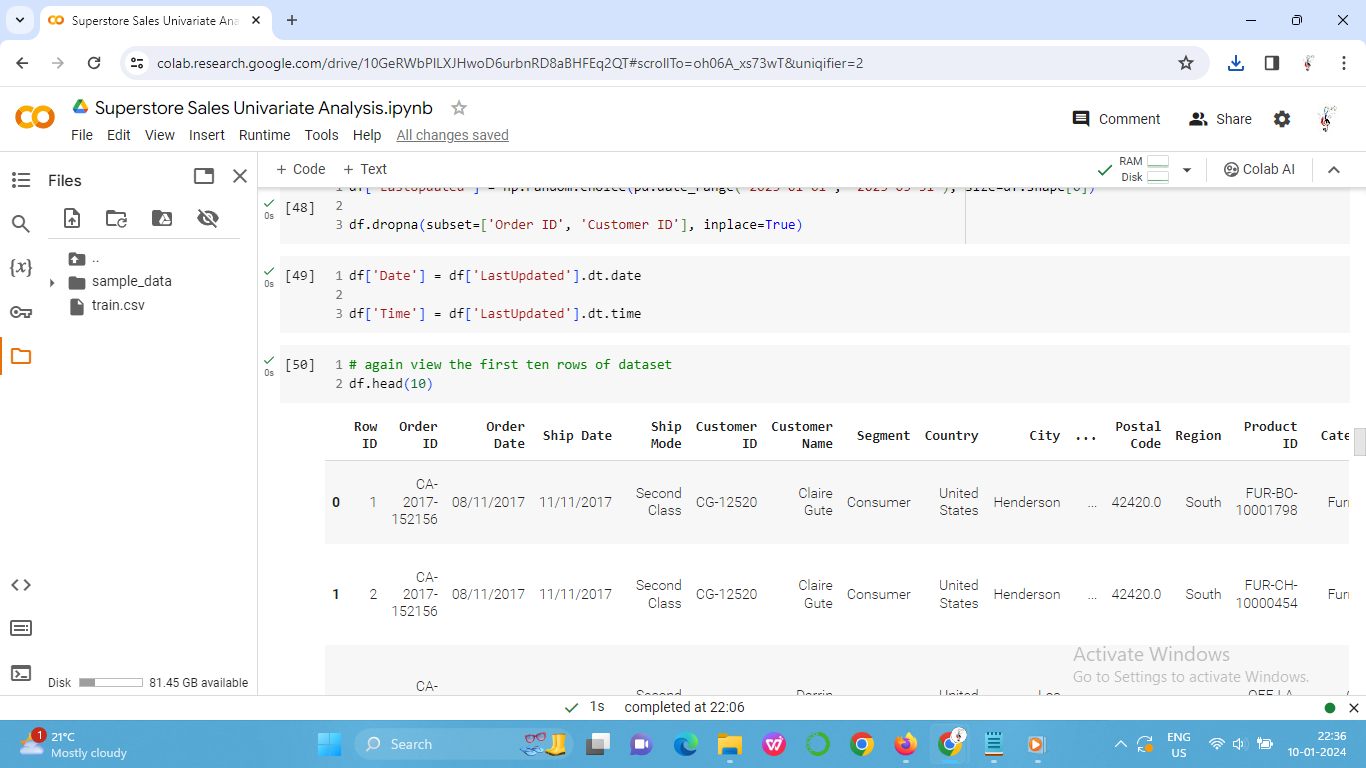 Superstore Sales Univariate Ana
colab.research.google.com/drive/10GeRWbPlLXJHwoD6urbnRD8aBHFEq2QT#scrollTo=oh06A_xs73wT&uniqifier=2
Superstore Sales Univariate Analysis.ipynb
File Edit View Insert Runtime Tools Help All changes saved
Comment Share
Files
+ Code + Text
RAM
Disk
Colab AI
..
sample_data
train.csv
Disk 81.45 GB available
0s [48]
2
3 df.dropna(subset=['Order ID', 'Customer ID'], inplace=True)
0s [49] 1 df['Date'] = df['LastUpdated'].dt.date
2
3 df['Time'] = df['LastUpdated'].dt.time
0s [50] 1 # again view the first ten rows of dataset
2 df.head(10)
Row ID Order ID Order Date Ship Date Ship Mode Customer ID Customer Name Segment Country City ... Postal Code Region Product ID Cate
0 1 CA-2017-152156 08/11/2017 11/11/2017 Second Class CG-12520 Claire Gute Consumer United States Henderson ... 42420.0 South FUR-BO-10001798 Furn
1 2 CA-2017-152156 08/11/2017 11/11/2017 Second Class CG-12520 Claire Gute Consumer United States Henderson ... 42420.0 South FUR-CH-10000454 Furn
CA-
Activate Windows
Go to Settings to activate Windows.
1s completed at 22:06
1
21°C
Mostly cloudy
Search
ENG
US
22:36
10-01-2024